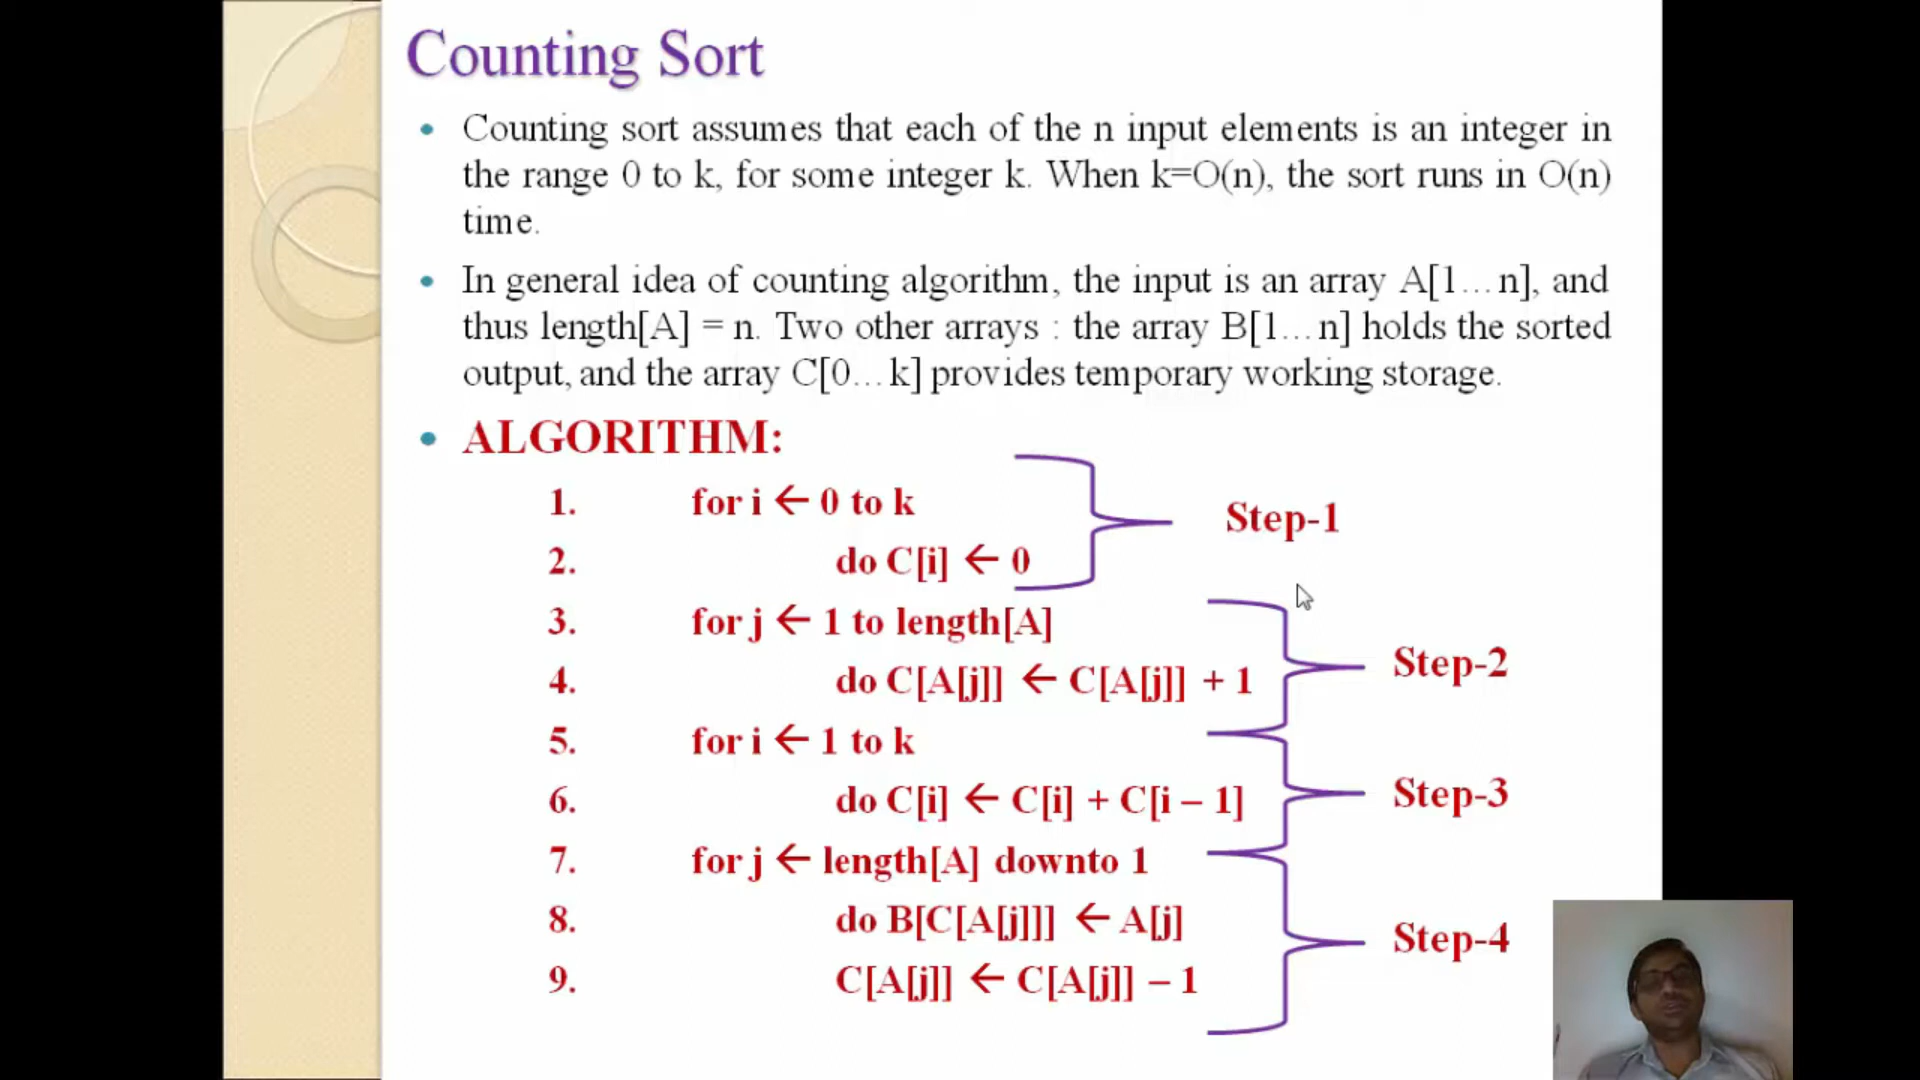 Counting Sort
• Counting sort assumes that each of the n input elements is an integer in
the range 0 to k, for some integer k. When k=O(n), the sort runs in O(n)
time.
• In general idea of counting algorithm, the input is an array A[1…n], and
thus length[A] = n. Two other arrays : the array B[1…n] holds the sorted
output, and the array C[0…k] provides temporary working storage.
• ALGORITHM:
1. for i ← 0 to k
2. do C[i] ← 0
Step-1
3. for j ← 1 to length[A]
4. do C[A[j]] ← C[A[j]] + 1
Step-2
5. for i ← 1 to k
6. do C[i] ← C[i] + C[i – 1]
Step-3
7. for j ← length[A] downto 1
8. do B[C[A[j]]] ← A[j]
9. C[A[j]] ← C[A[j]] – 1
Step-4